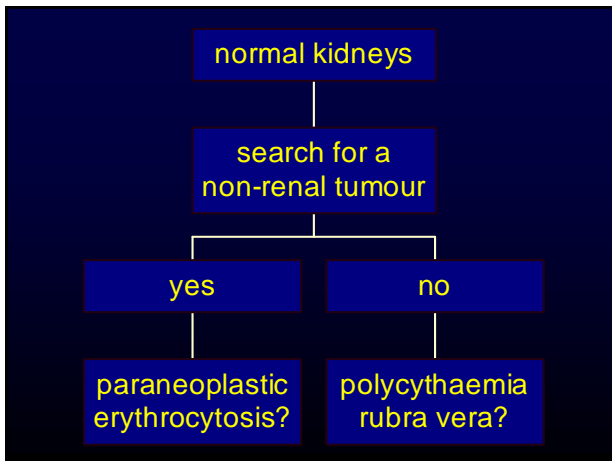 normal kidneys
search for a
non-renal tumour
yes
no
paraneoplastic
erythrocytosis?
polycythaemia
rubra vera?